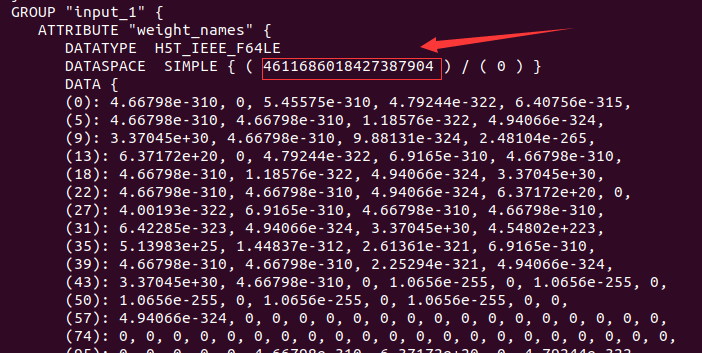 GROUP "input_1" {
ATTRIBUTE "weight_names" {
DATATYPE H5T_IEEE_F64LE
DATASPACE SIMPLE { ( 4611686018427387904 ) / ( 0 ) }
DATA {
(0): 4.66798e-310, 0, 5.45575e-310, 4.79244e-322, 6.40756e-315,
(5): 4.66798e-310, 4.66798e-310, 1.18576e-322, 4.94066e-324,
(9): 3.37045e+30, 4.66798e-310, 9.88131e-324, 2.48104e-265,
(13): 6.37172e+20, 0, 4.79244e-322, 6.9165e-310, 4.66798e-310,
(18): 4.66798e-310, 1.18576e-322, 4.94066e-324, 3.37045e+30,
(22): 4.66798e-310, 4.66798e-310, 4.94066e-324, 6.37172e+20, 0,
(27): 4.00193e-322, 6.9165e-310, 4.66798e-310, 4.66798e-310,
(31): 6.42285e-323, 4.94066e-324, 3.37045e+30, 4.54802e+223,
(35): 5.13983e+25, 1.44837e-312, 2.61361e-321, 6.9165e-310,
(39): 4.66798e-310, 4.66798e-310, 2.25294e-321, 4.94066e-324,
(43): 3.37045e+30, 4.66798e-310, 0, 1.0656e-255, 0, 1.0656e-255, 0,
(50): 1.0656e-255, 0, 1.0656e-255, 0, 1.0656e-255, 0, 0,
(57): 4.94066e-324, 0, 0, 0, 0, 0, 0, 0, 0, 0, 0, 0, 0, 0, 0, 0, 0,
(74): 0, 0, 0, 0, 0, 0, 0, 0, 0, 0, 0, 0, 0, 0, 0, 0, 0, 0, 0, 0, 0,